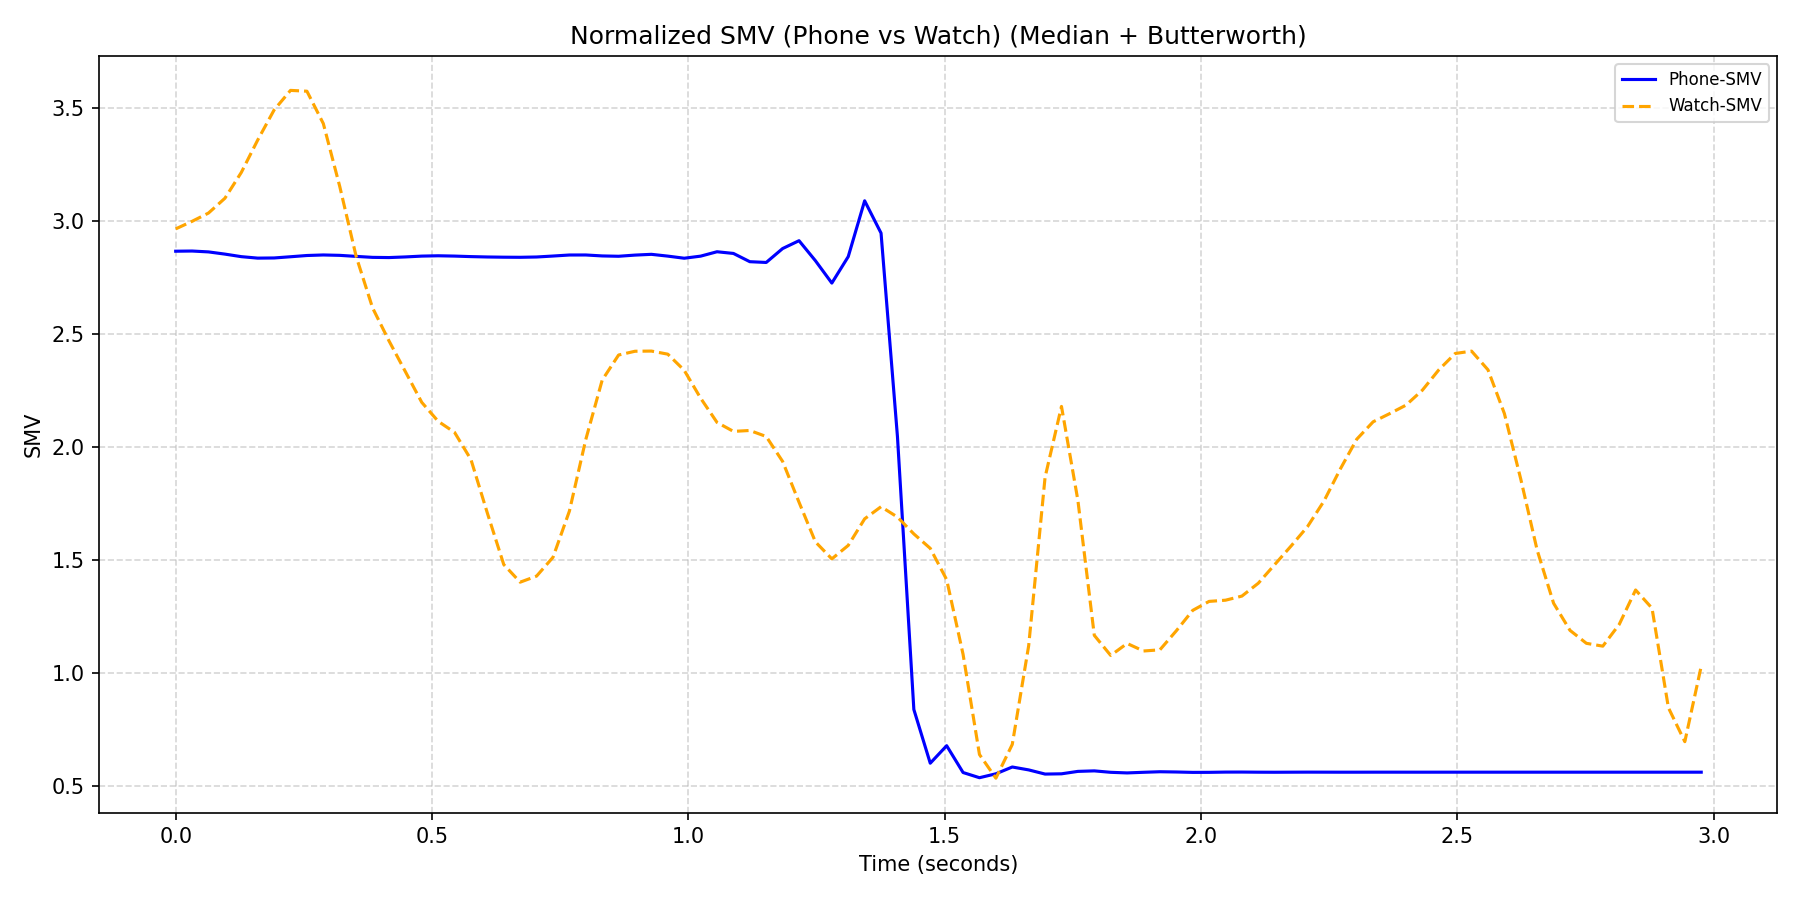 Normalized SMV (Phone vs Watch) (Median + Butterworth)
Phone-SMV
Watch-SMV
SMV
3.5
3.0
2.5
2.0
1.5
1.0
0.5
0.0 0.5 1.0 1.5 2.0 2.5 3.0
Time (seconds)